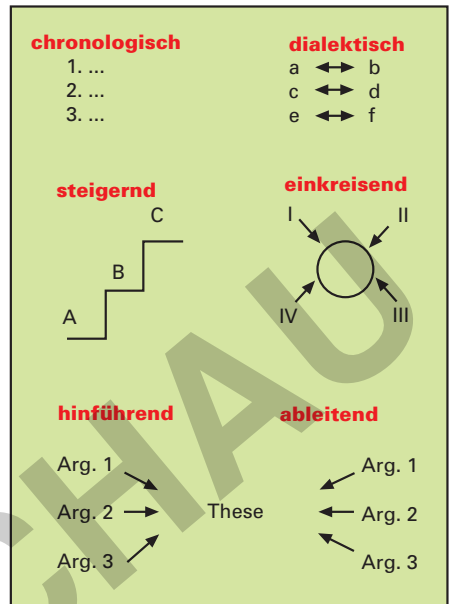 chronologisch
1. ...
2. ...
3. ...
dialektisch
a b
c d
e f
steigernd
C
B
A
einkreisend
I II
IV III
hinführend ableitend
Arg. 1 Arg. 1
Arg. 2 These Arg. 2
Arg. 3 Arg. 3
CHAU